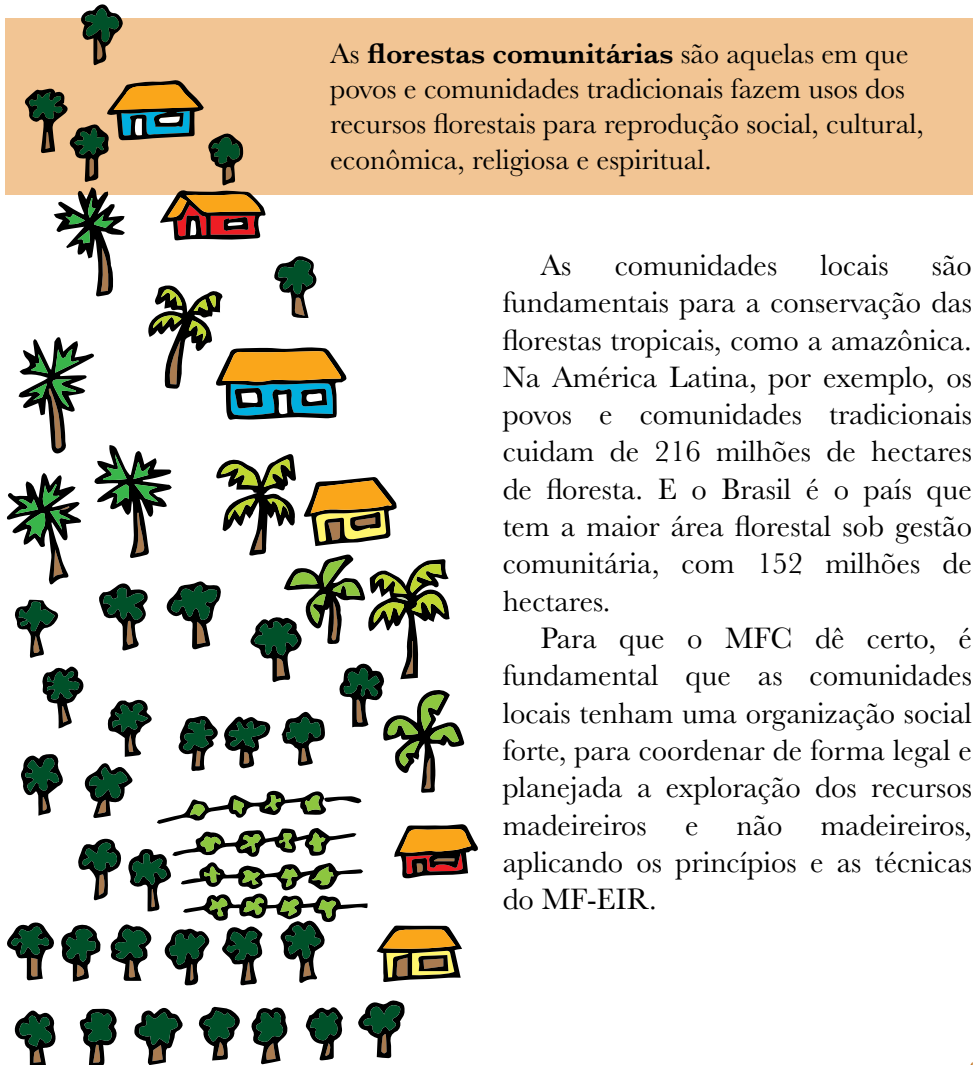 As florestas comunitárias são aquelas em que
povos e comunidades tradicionais fazem usos dos
recursos florestais para reprodução social, cultural,
econômica, religiosa e espiritual.
As comunidades locais são
fundamentais para a conservação das
florestas tropicais, como a amazônica.
Na América Latina, por exemplo, os
povos e comunidades tradicionais
cuidam de 216 milhões de hectares
de floresta. E o Brasil é o país que
tem a maior área florestal sob gestão
comunitária, com 152 milhões de
hectares.
Para que o MFC dê certo, é
fundamental que as comunidades
locais tenham uma organização social
forte, para coordenar de forma legal e
planejada a exploração dos recursos
madeireiros e não madeireiros,
aplicando os princípios e as técnicas
do MF-EIR.